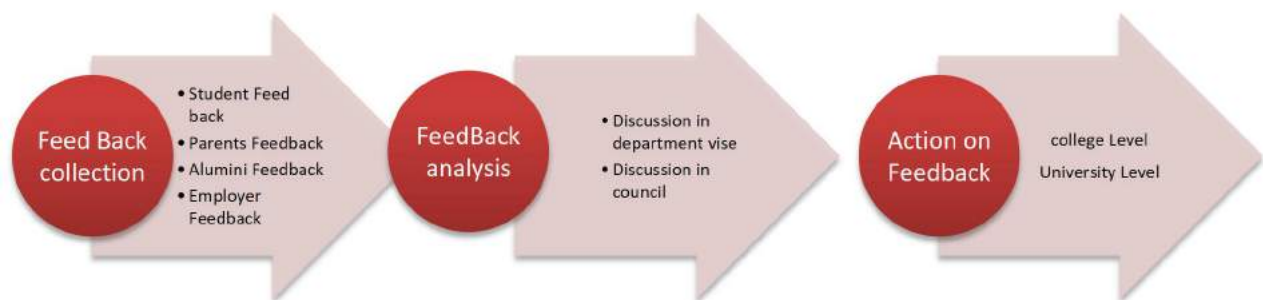 Feed Back
collection
• Student Feed
back
• Parents Feedback
• Alumini Feedback
• Employer
Feedback
FeedBack
analysis
• Discussion in
department vise
• Discussion in
council
Action on
Feedback
college Level
University Level